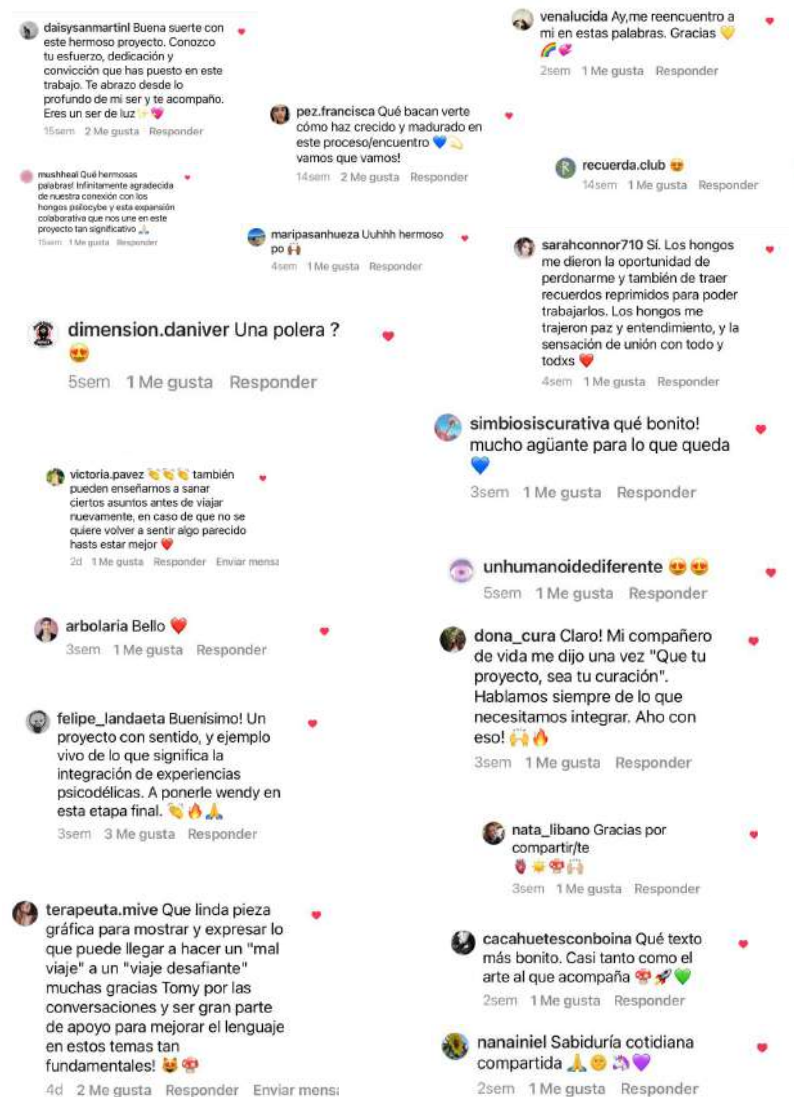 daisysanmartinl Buena suerte con
este hermoso proyecto. Conozco
tu esfuerzo, dedicación y
convicción que has puesto en este
trabajo. Te abrazo desde lo
profundo de mi ser y te acompaño.
Eres un ser de luz ✨💖
15sem 2 Me gusta Responder
mushheal Qué hermosas
palabras! Infinitamente agradecida
de nuestra conexión con los
hongos psilocybe y esta expansión
colaborativa que nos une en este
proyecto tan significativo 🙏
15sem 1 Me gusta Responder
pez.francisca Qué bacan verte
cómo haz crecido y madurado en
este proceso/encuentro 💙💫
vamos que vamos!
14sem 2 Me gusta Responder
maripasanhueza Uuhhh hermoso
po 🙌
4sem 1 Me gusta Responder
venalucida Ay,me reencuentro a
mi en estas palabras. Gracias 💛
🌈💞
2sem 1 Me gusta Responder
recuerda.club 😍
14sem 1 Me gusta Responder
sarahconnor710 Sí. Los hongos
me dieron la oportunidad de
perdonarme y también de traer
recuerdos reprimidos para poder
trabajarlos. Los hongos me
trajeron paz y entendimiento, y la
sensación de unión con todo y
todxs ❤️
4sem 1 Me gusta Responder
dimension.daniver Una polera ?
😍
5sem 1 Me gusta Responder
simbiosiscurativa qué bonito!
mucho agüante para lo que queda
💙
3sem 1 Me gusta Responder
victoria.pavez 👏👏👏 también
pueden enseñarnos a sanar
ciertos asuntos antes de viajar
nuevamente, en caso de que no se
quiere volver a sentir algo parecido
hasts estar mejor ❤️
2d 1 Me gusta Responder Enviar mensa
unhumanoidediferente 😍😍
5sem 1 Me gusta Responder
arbolaria Bello ❤️
3sem 1 Me gusta Responder
dona_cura Claro! Mi compañero
de vida me dijo una vez "Que tu
proyecto, sea tu curación".
Hablamos siempre de lo que
necesitamos integrar. Aho con
eso! 🙌🔥
3sem 1 Me gusta Responder
felipe_landaeta Buenísimo! Un
proyecto con sentido, y ejemplo
vivo de lo que significa la
integración de experiencias
psicodélicas. A ponerle wendy en
esta etapa final. 👏🔥🙏
3sem 3 Me gusta Responder
nata_libano Gracias por
compartir/te
🫀🌟🍄🙌🏼
3sem 1 Me gusta Responder
terapeuta.mive Que linda pieza
gráfica para mostrar y expresar lo
que puede llegar a hacer un "mal
viaje" a un "viaje desafiante"
muchas gracias Tomy por las
conversaciones y ser gran parte
de apoyo para mejorar el lenguaje
en estos temas tan
fundamentales! 😻🍄
4d 2 Me gusta Responder Enviar mensa
cacahuetesconboina Qué texto
más bonito. Casi tanto como el
arte al que acompaña 🍄🚀💚
2sem 1 Me gusta Responder
nanainiel Sabiduría cotidiana
compartida 🙏🌞🦄💜
2sem 1 Me gusta Responder